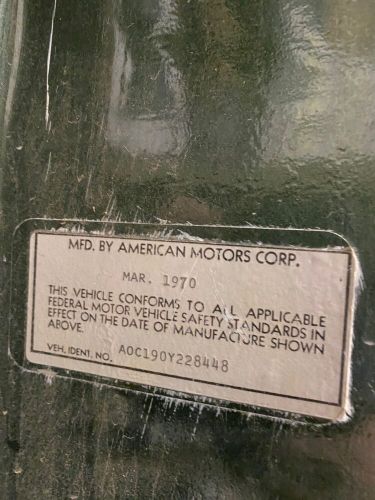 MFD. BY AMERICAN MOTORS CORP.
MAR. 1970
THIS VEHICLE CONFORMS TO ALL APPLICABLE
FEDERAL MOTOR VEHICLE SAFETY STANDARDS IN
EFFECT ON THE DATE OF MANUFACTURE SHOWN
ABOVE.
VEH. IDENT. NO. A0C190Y228448